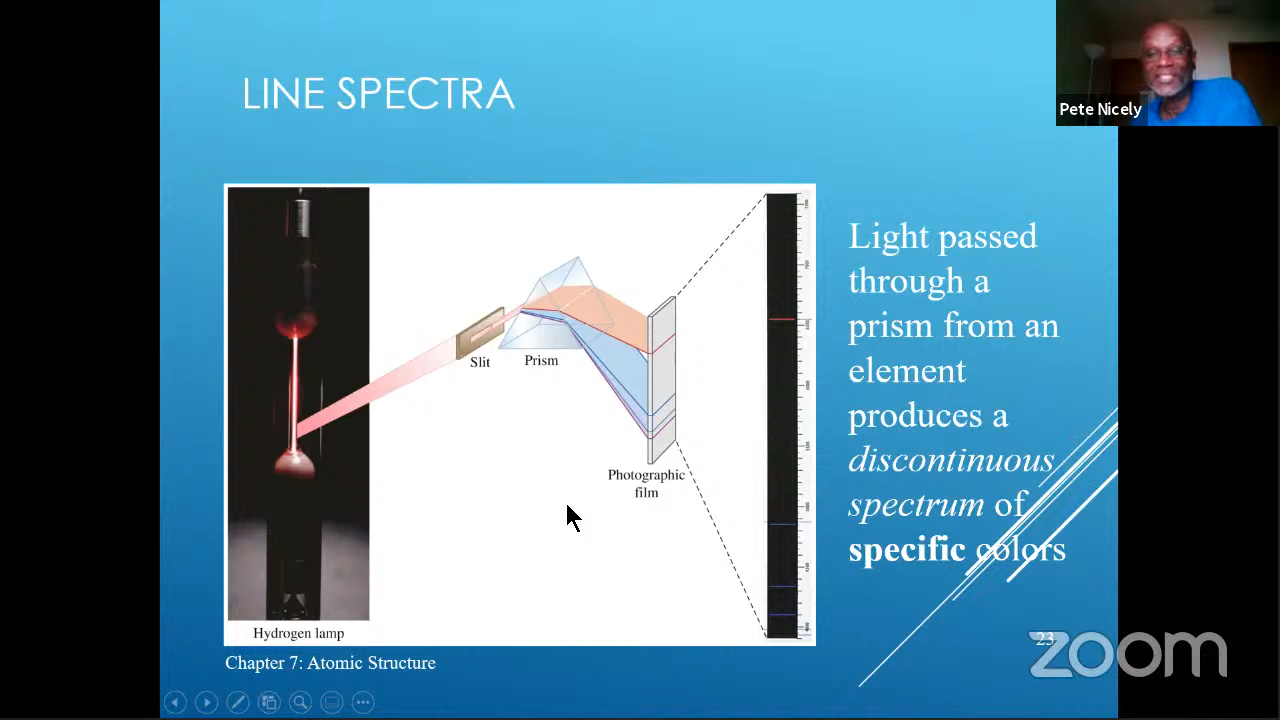 LINE SPECTRA
Pete Nicely
Light passed
through a
prism from an
element
produces a
discontinuous
spectrum of
specific colors
Slit
Prism
Photographic
film
Hydrogen lamp
Chapter 7: Atomic Structure
23
zoom